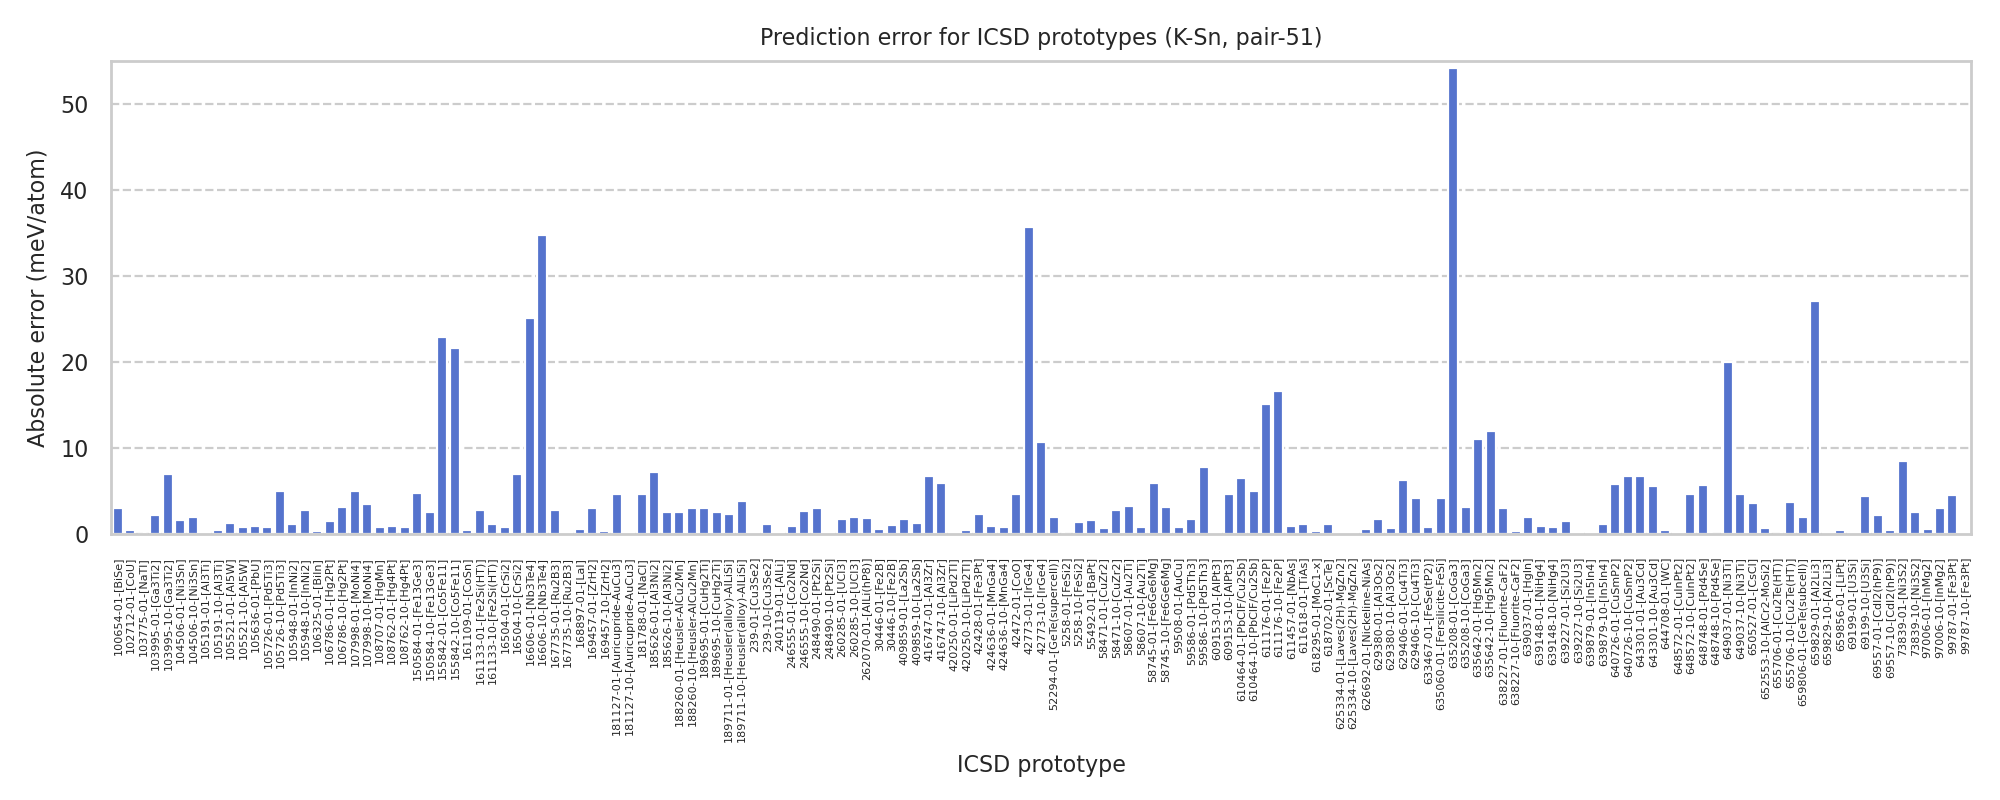 Prediction error for ICSD prototypes (K-Sn, pair-51)
Absolute error (meV/atom)
50
40
30
20
10
0
100654-01-[BiSe]
102712-01-[CoU]
103775-01-[NaTl]
103995-01-[Ga3Ti2]
103995-10-[Ga3Ti2]
104506-01-[Ni3Sn]
104506-10-[Ni3Sn]
105191-01-[Al3Ti]
105191-10-[Al3Ti]
105521-01-[Al5W]
105521-10-[Al5W]
105636-01-[PbU]
105726-01-[Pd5Ti3]
105726-10-[Pd5Ti3]
105948-01-[InNi2]
105948-10-[InNi2]
106325-01-[BiIn]
106786-01-[Hg2Pt]
106786-10-[Hg2Pt]
107998-01-[MoNi4]
107998-10-[MoNi4]
108707-01-[HgMn]
108762-01-[Hg4Pt]
108762-10-[Hg4Pt]
150584-01-[Fe13Ge3]
150584-10-[Fe13Ge3]
155842-01-[Co5Fe11]
155842-10-[Co5Fe11]
161109-01-[CoSn]
161133-01-[Fe2Si(HT)]
161133-10-[Fe2Si(HT)]
16504-01-[CrSi2]
16504-10-[CrSi2]
16606-01-[Nb3Te4]
16606-10-[Nb3Te4]
167735-01-[Ru2B3]
167735-10-[Ru2B3]
168897-01-[LaI]
169457-01-[ZrH2]
169457-10-[ZrH2]
181127-01-[Auricupride-AuCu3]
181127-10-[Auricupride-AuCu3]
181788-01-[NaCl]
185626-01-[Al3Ni2]
185626-10-[Al3Ni2]
188260-01-[Heusler-AlCu2Mn]
188260-10-[Heusler-AlCu2Mn]
189695-01-[CuHg2Ti]
189695-10-[CuHg2Ti]
189711-01-[Heusler(alloy)-AlLiSi]
189711-10-[Heusler(alloy)-AlLiSi]
239-01-[Cu3Se2]
239-10-[Cu3Se2]
240119-01-[AlLi]
246555-01-[Co2Nd]
246555-10-[Co2Nd]
248490-01-[Pt2Si]
248490-10-[Pt2Si]
260285-01-[UCl3]
260285-10-[UCl3]
262070-01-[AlLi(hP8)]
30446-01-[Fe2B]
30446-10-[Fe2B]
409859-01-[La2Sb]
409859-10-[La2Sb]
416747-01-[Al3Zr]
416747-10-[Al3Zr]
420250-01-[LiPd2Tl]
420250-10-[LiPd2Tl]
42428-01-[Fe3Pt]
424636-01-[MnGa4]
424636-10-[MnGa4]
42472-01-[CoO]
42773-01-[IrGe4]
42773-10-[IrGe4]
52294-01-[GeTe(supercell)]
5258-01-[FeSi2]
5258-10-[FeSi2]
55492-01-[BaPt]
58471-01-[CuZr2]
58471-10-[CuZr2]
58607-01-[Au2Ti]
58607-10-[Au2Ti]
58745-01-[Fe6Ge6Mg]
58745-10-[Fe6Ge6Mg]
59508-01-[AuCu]
59586-01-[Pd5Th3]
59586-10-[Pd5Th3]
609153-01-[AlPt3]
609153-10-[AlPt3]
610464-01-[PbClF/Cu2Sb]
610464-10-[PbClF/Cu2Sb]
611176-01-[Fe2P]
611176-10-[Fe2P]
611457-01-[NbAs]
611618-01-[TiAs]
618295-01-[MoC1-x]
618702-01-[ScTe]
625334-01-[Laves(2H)-MgZn2]
625334-10-[Laves(2H)-MgZn2]
626692-01-[Nickeline-NiAs]
629380-01-[Al3Os2]
629380-10-[Al3Os2]
629406-01-[Cu4Ti3]
629406-10-[Cu4Ti3]
633467-01-[FeSe(tP2)]
635060-01-[Fersilicite-FeSi]
635208-01-[CoGa3]
635208-10-[CoGa3]
635642-01-[Hg5Mn2]
635642-10-[Hg5Mn2]
638227-01-[Fluorite-CaF2]
638227-10-[Fluorite-CaF2]
639037-01-[HgIn]
639148-01-[NiHg4]
639148-10-[NiHg4]
639227-01-[Si2U3]
639227-10-[Si2U3]
639879-01-[In5In4]
639879-10-[In5In4]
640726-01-[CuSmP2]
640726-10-[CuSmP2]
643301-01-[Au3Cd]
643301-10-[Au3Cd]
644708-01-[WC]
648572-01-[CuInPt2]
648572-10-[CuInPt2]
648748-01-[Pd4Se]
648748-10-[Pd4Se]
649037-01-[Ni3Ti]
649037-10-[Ni3Ti]
650527-01-[CsCl]
652553-10-[AlCr2-MoSi2]
655706-01-[Cu2Te(HT)]
655706-10-[Cu2Te(HT)]
659806-01-[GeTe(subcell)]
659829-01-[Al2Li3]
659829-10-[Al2Li3]
659856-01-[LiPt]
69199-01-[U3Si]
69199-10-[U3Si]
69557-01-[CdI2(hP9)]
69557-10-[CdI2(hP9)]
73839-01-[Ni3S2]
73839-10-[Ni3S2]
97006-01-[InMg2]
97006-10-[InMg2]
99787-01-[Fe3Pt]
99787-10-[Fe3Pt]
ICSD prototype